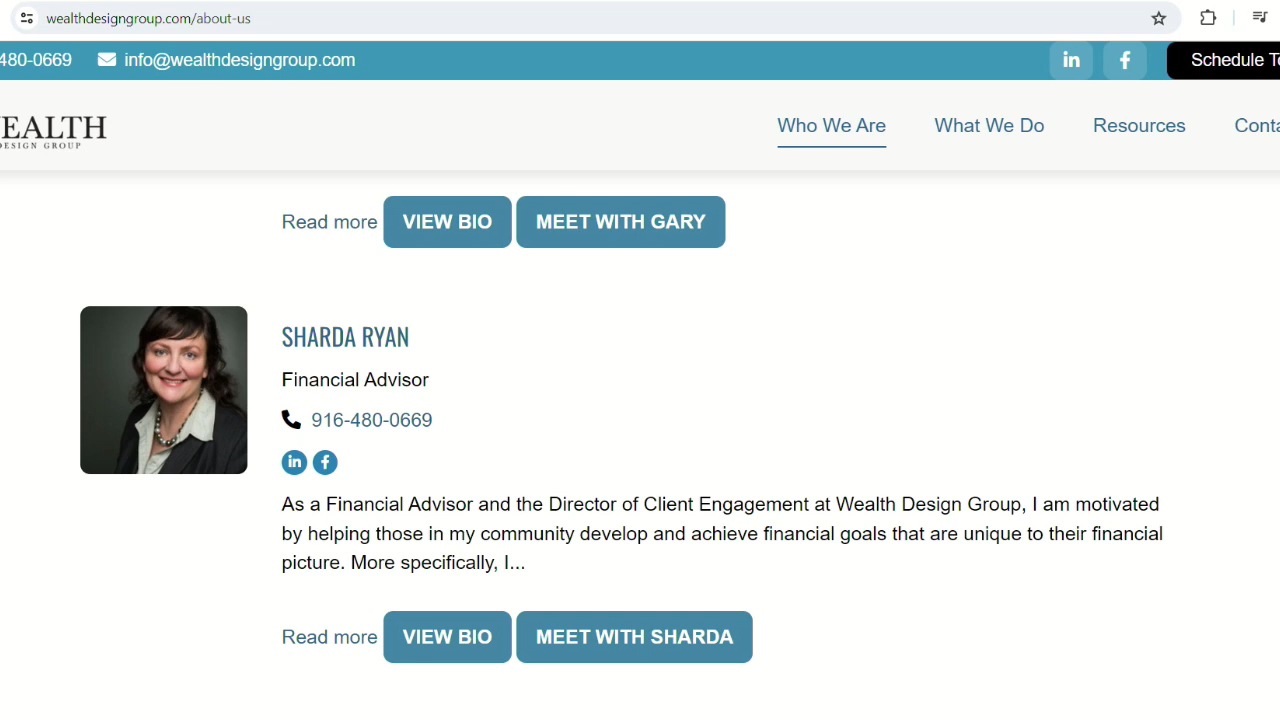 wealthdesigngroup.com/about-us
480-0669 info@wealthdesigngroup.com in f Schedule To
EALTH
DESIGN GROUP
Who We Are What We Do Resources Conta
Read more VIEW BIO MEET WITH GARY
SHARDA RYAN
Financial Advisor
916-480-0669
in f
As a Financial Advisor and the Director of Client Engagement at Wealth Design Group, I am motivated
by helping those in my community develop and achieve financial goals that are unique to their financial
picture. More specifically, I...
Read more VIEW BIO MEET WITH SHARDA